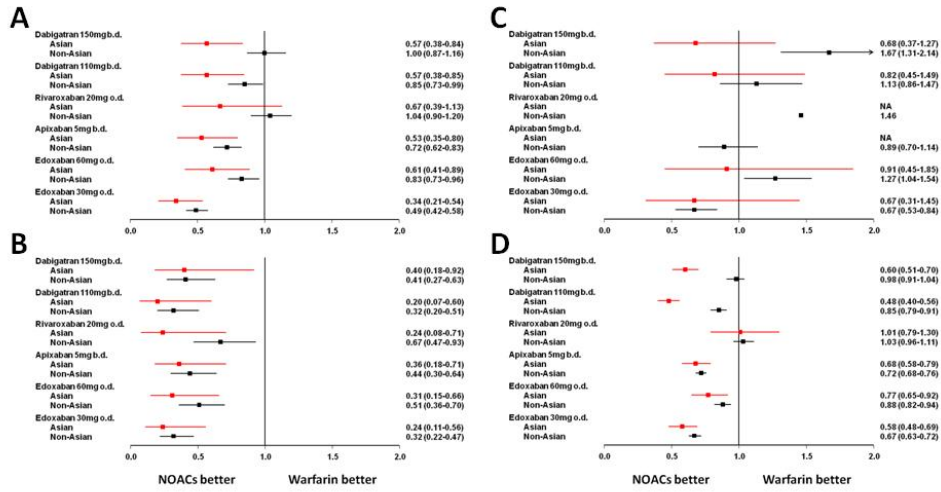 A
Dabigatran 150mg b.d.
Asian 0.57 (0.38-0.84)
Non-Asian 1.00 (0.87-1.16)
Dabigatran 110mg b.d.
Asian 0.57 (0.38-0.85)
Non-Asian 0.85 (0.73-0.99)
Rivaroxaban 20mg o.d.
Asian 0.67 (0.39-1.13)
Non-Asian 1.04 (0.90-1.20)
Apixaban 5mg b.d.
Asian 0.53 (0.35-0.80)
Non-Asian 0.72 (0.62-0.83)
Edoxaban 60mg o.d.
Asian 0.61 (0.41-0.89)
Non-Asian 0.83 (0.73-0.96)
Edoxaban 30mg o.d.
Asian 0.34 (0.21-0.54)
Non-Asian 0.49 (0.42-0.58)
0.0 0.5 1.0 1.5 2.0
B
Dabigatran 150mg b.d.
Asian 0.40 (0.18-0.92)
Non-Asian 0.41 (0.27-0.63)
Dabigatran 110mg b.d.
Asian 0.20 (0.07-0.60)
Non-Asian 0.32 (0.20-0.51)
Rivaroxaban 20mg o.d.
Asian 0.24 (0.08-0.71)
Non-Asian 0.67 (0.47-0.93)
Apixaban 5mg b.d.
Asian 0.36 (0.18-0.71)
Non-Asian 0.44 (0.30-0.64)
Edoxaban 60mg o.d.
Asian 0.31 (0.15-0.66)
Non-Asian 0.51 (0.36-0.70)
Edoxaban 30mg o.d.
Asian 0.24 (0.11-0.56)
Non-Asian 0.32 (0.22-0.47)
0.0 0.5 1.0 1.5 2.0
NOACs better Warfarin better
C
Dabigatran 150mg b.d.
Asian 0.68 (0.37-1.27)
Non-Asian 1.67 (1.31-2.14)
Dabigatran 110mg b.d.
Asian 0.82 (0.45-1.49)
Non-Asian 1.13 (0.86-1.47)
Rivaroxaban 20mg o.d.
Asian NA
Non-Asian 1.46
Apixaban 5mg b.d.
Asian NA
Non-Asian 0.89 (0.70-1.14)
Edoxaban 60mg o.d.
Asian 0.91 (0.45-1.85)
Non-Asian 1.27 (1.04-1.54)
Edoxaban 30mg o.d.
Asian 0.67 (0.31-1.45)
Non-Asian 0.67 (0.53-0.84)
0.0 0.5 1.0 1.5 2.0
D
Dabigatran 150mg b.d.
Asian 0.60 (0.51-0.70)
Non-Asian 0.98 (0.91-1.04)
Dabigatran 110mg b.d.
Asian 0.48 (0.40-0.56)
Non-Asian 0.85 (0.79-0.91)
Rivaroxaban 20mg o.d.
Asian 1.01 (0.79-1.30)
Non-Asian 1.03 (0.96-1.11)
Apixaban 5mg b.d.
Asian 0.68 (0.58-0.79)
Non-Asian 0.72 (0.68-0.76)
Edoxaban 60mg o.d.
Asian 0.77 (0.65-0.92)
Non-Asian 0.88 (0.82-0.94)
Edoxaban 30mg o.d.
Asian 0.58 (0.48-0.69)
Non-Asian 0.67 (0.63-0.72)
0.0 0.5 1.0 1.5 2.0
NOACs better Warfarin better